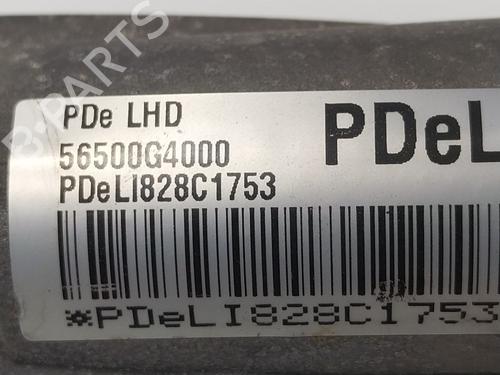 B-PARTS
PDe LHD
56500G4000
PDeLI828C1753
PDeL
*PDeLI828C1753